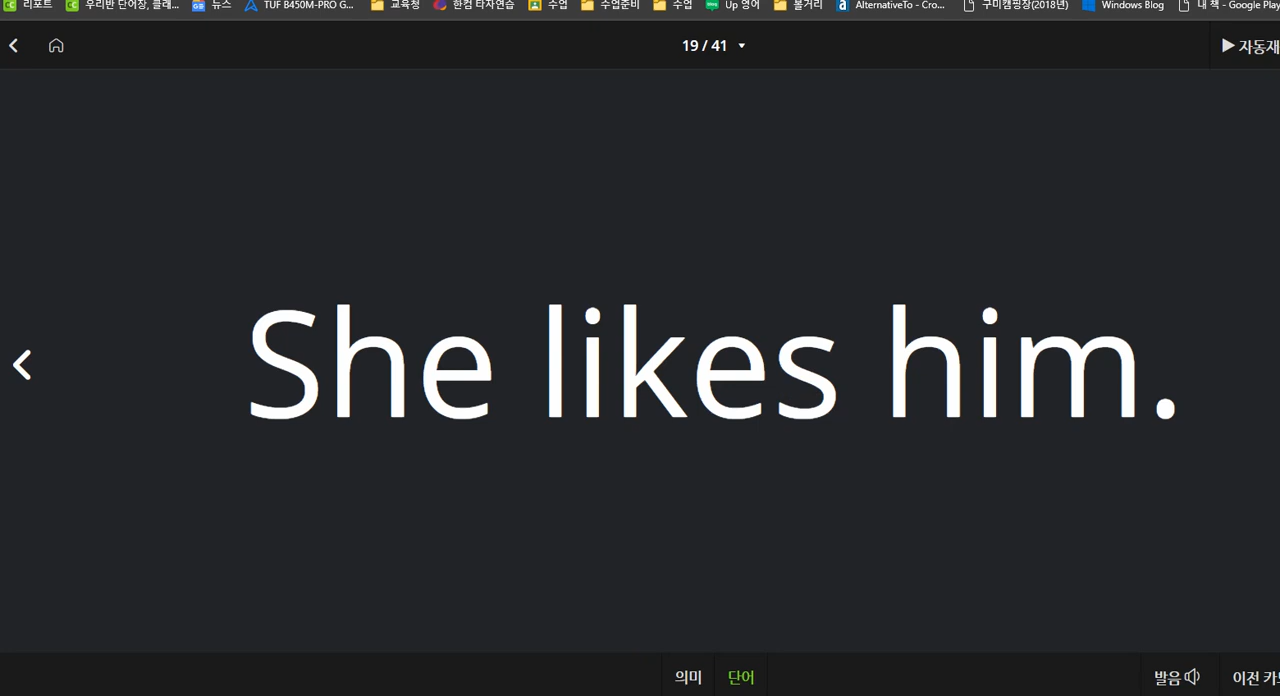 리포트 우리반 단어장, 클래... 뉴스 TUF B450M-PRO G... 교육청 한컴 타자연습 수업 수업준비 수업 Up 영어 볼거리 AlternativeTo - Cro... 구미캠핑장(2018년) Windows Blog 내 책 - Google Play
19 / 41 자동재
She likes him.
의미 단어 발음 이전 카드